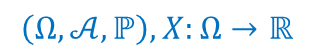 (Ω, 𝒜, ℙ), X: Ω → ℝ